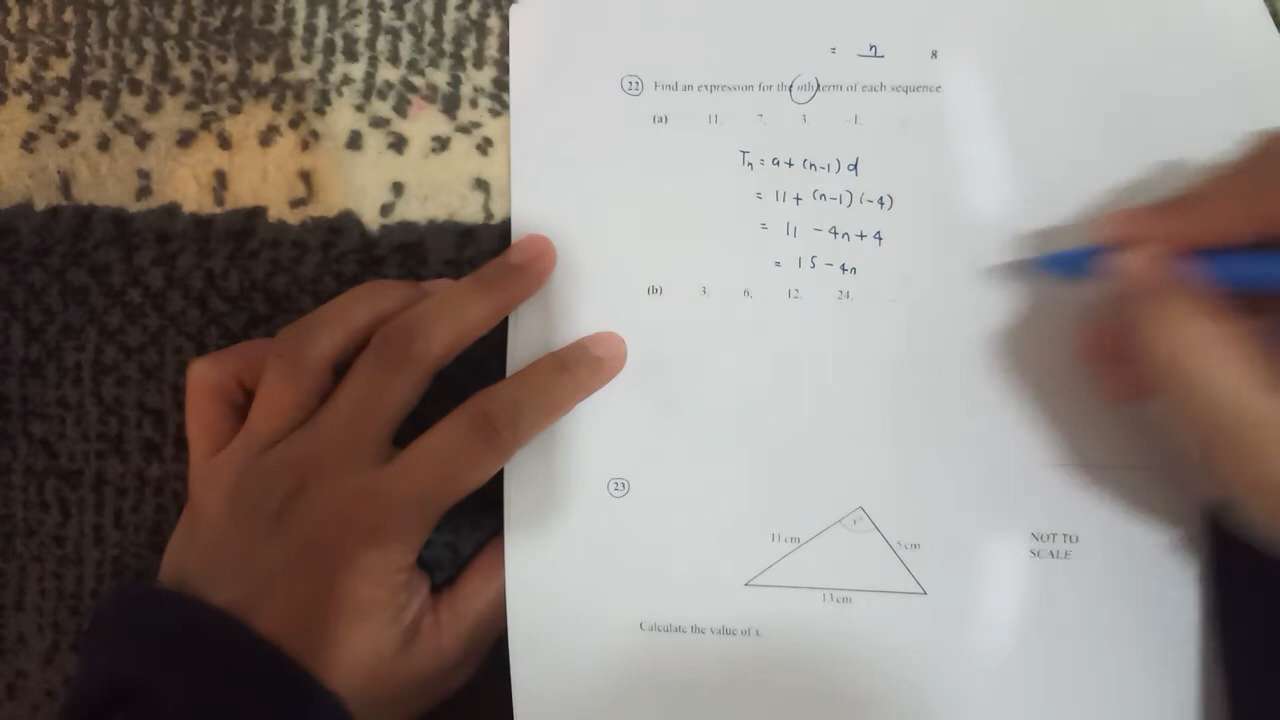 = n 8
22 Find an expression for the nth term of each sequence
(a) 11, 7, 3, -1,
Tn = a + (n-1) d
= 11 + (n-1) (-4)
= 11 - 4n + 4
= 15 - 4n
(b) 3, 6, 12, 24,
23
11 cm x° 5 cm
13 cm
NOT TO
SCALE
Calculate the value of x.